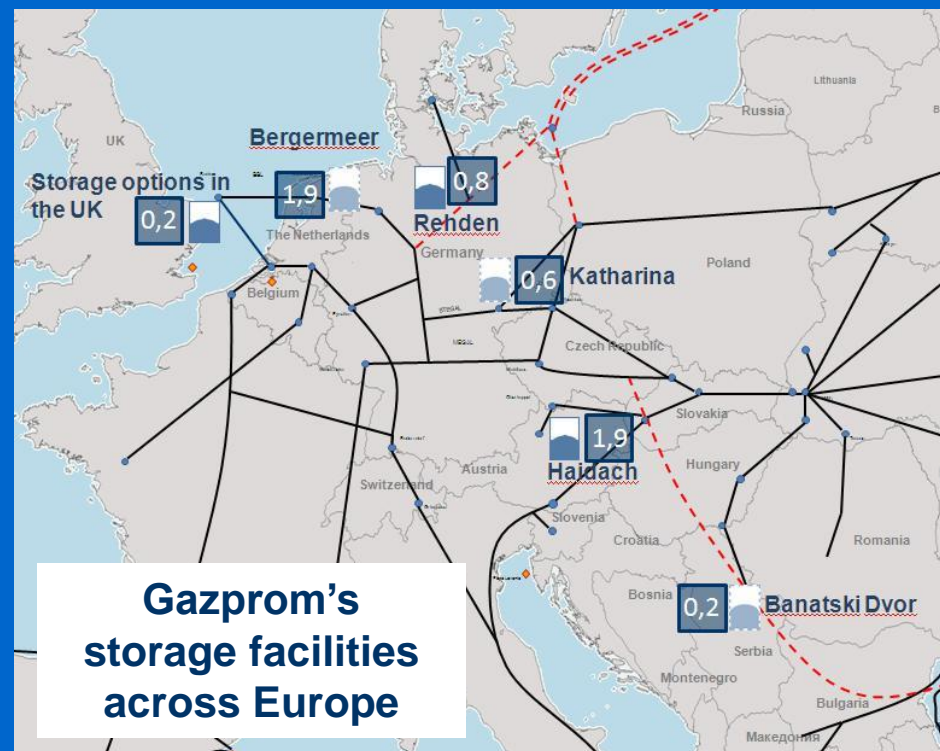 Lithuania
Russia
UK
Bergermeer
Storage options in
the UK
0,2
1,9
0,8
Rehden
The Netherlands
Germany
Poland
0,6
Katharina
Belgium
STEGAL
MEGAL
Czech Republic
Slovakia
1,9
Haidach
Austria
Hungary
Switzerland
Slovenia
Croatia
Romania
Bosnia
0,2
Banatski Dvor
Serbia
Montenegro
Bulgaria
Македония
Gazprom's
storage facilities
across Europe